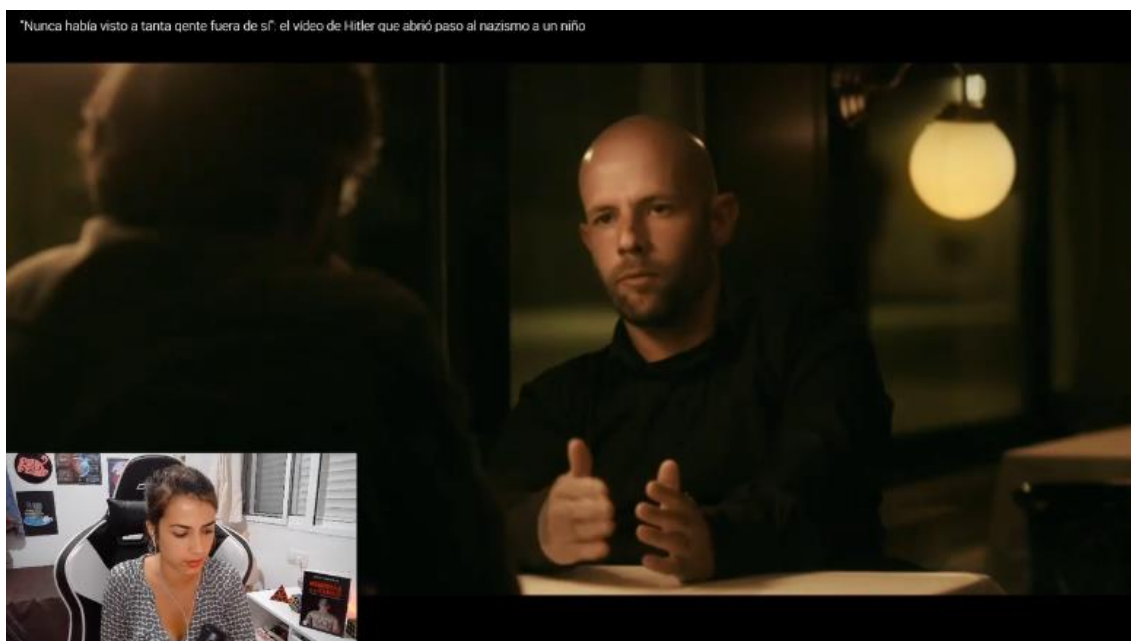 "Nunca había visto a tanta gente fuera de sí": el vídeo de Hitler que abrió paso al nazismo a un niño